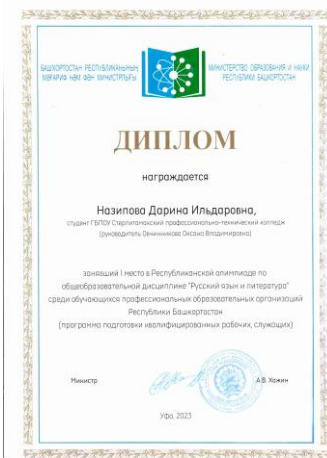 БАШҠОРТОСТАН РЕСПУБЛИКАҺЫНЫҢ
МӘҒАРИФ ҺӘМ ФӘН МИНИСТРЛЫҒЫ
МИНИСТЕРСТВО ОБРАЗОВАНИЯ И НАУКИ
РЕСПУБЛИКИ БАШКОРТОСТАН
ДИПЛОМ
награждается
Назипова Дарина Ильдаровна,
студент ГБПОУ Стерлитамакский профессионально-технический колледж
(руководитель Овчинникова Оксана Владимировна)
занявший I место в Республиканской олимпиаде по
общеобразовательной дисциплине "Русский язык и литература"
среди обучающихся профессиональных образовательных организаций
Республики Башкортостан
(программа подготовки квалифицированных рабочих, служащих)
Министр
А.В. Хажин
Уфа, 2023